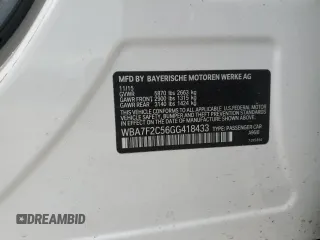 MFD BY BAYERISCHE MOTOREN WERKE AG
11/15
GVWR 5870 lbs 2663 kg
GAWR FRONT 2900 lbs 1315 kg
GAWR REAR 3140 lbs 1424 kg
THIS VEHICLE CONFORMS TO ALL APPLICABLE FEDERAL MOTOR VEHICLE
SAFETY, BUMPER, AND THEFT PREVENTION STANDARDS IN
EFFECT ON THE DATE OF MANUFACTURE SHOWN ABOVE.
WBA7F2C56GG418433 TYPE: PASSENGER CAR
DREAMBID